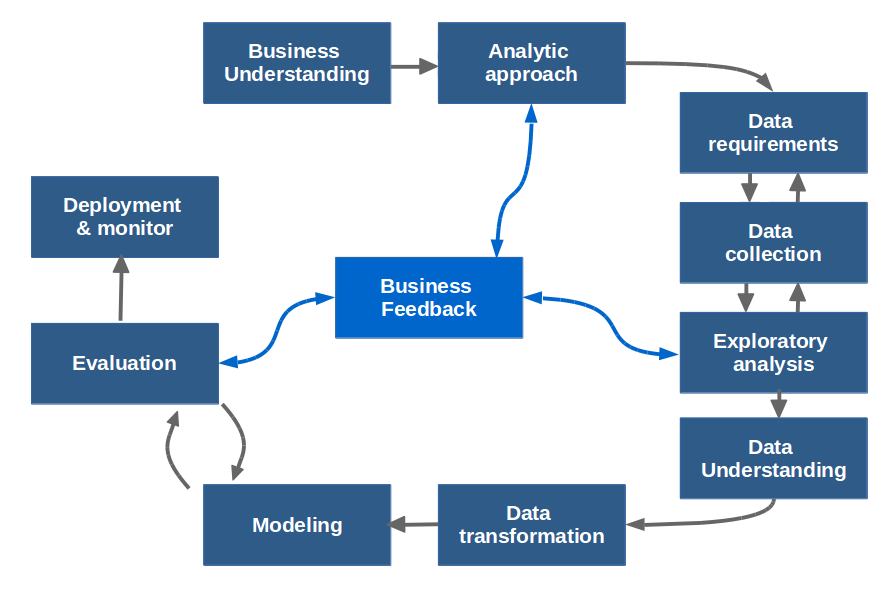 Business
Understanding
Analytic
approach
Data
requirements
Data
collection
Exploratory
analysis
Data
Understanding
Data
transformation
Modeling
Evaluation
Deployment
& monitor
Business
Feedback